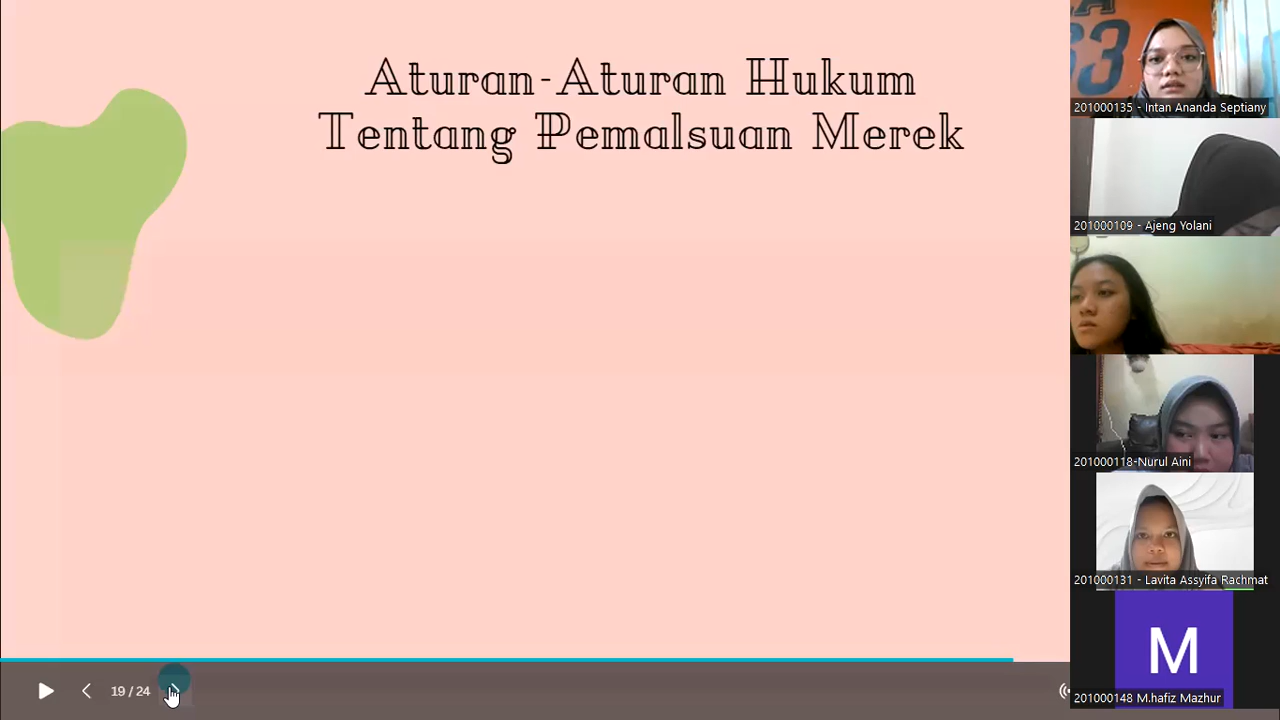 Aturan-Aturan Hukum
Tentang Pemalsuan Merek
63
201000135 - Intan Ananda Septiany
201000109 - Ajeng Yolani
201000118-Nurul Aini
201000131 - Lavita Assyifa Rachmat
M
201000148 M.hafiz Mazhur
19 / 24